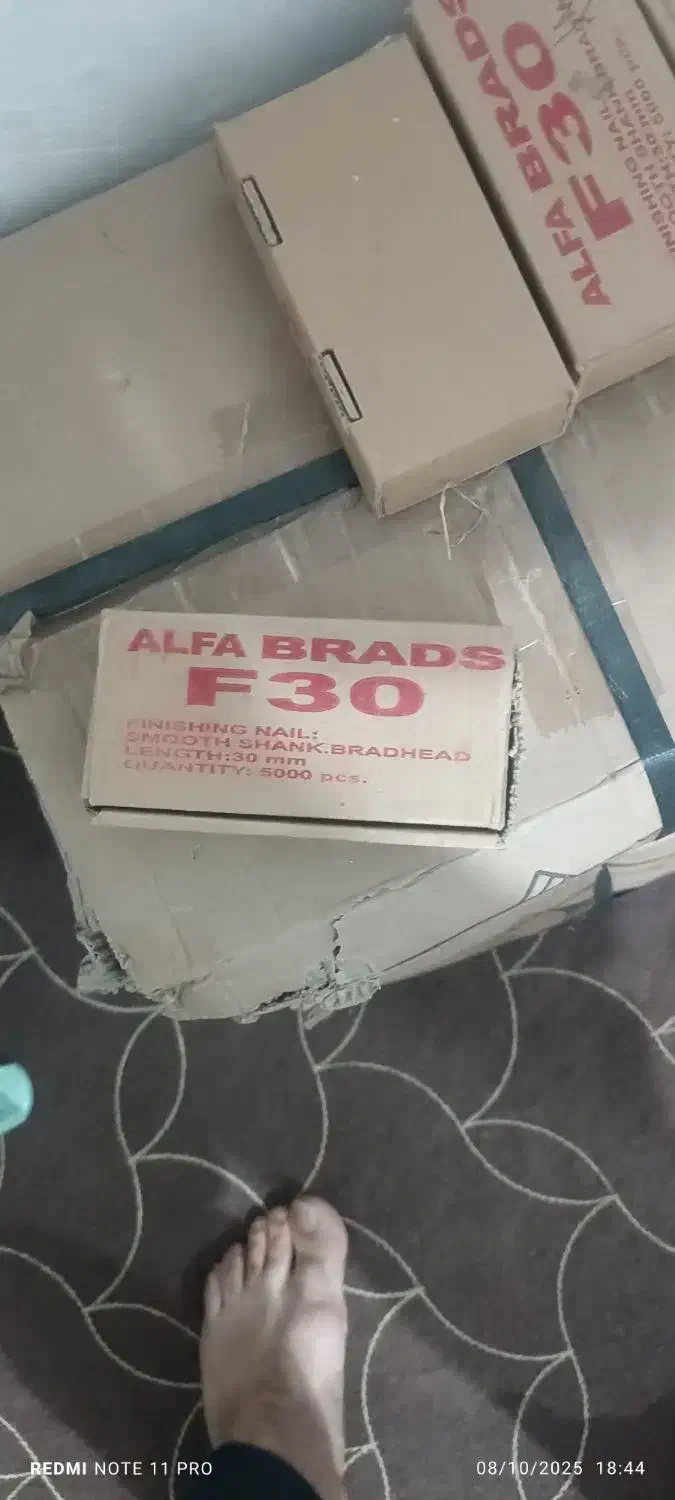 ALFA BRADS
F30
FINISHING NAIL:
SMOOTH SHANK.BRADHEAD
LENGTH:30 mm
QUANTITY: 5000 pcs.
ALFA BRADS
F30
REDMI NOTE 11 PRO
08/10/2025 18:44